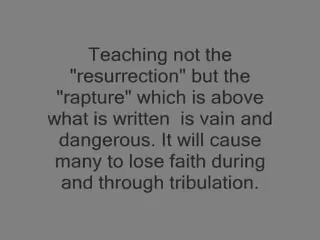 Teaching not the
"resurrection" but the
"rapture" which is above
what is written  is vain and
dangerous. It will cause
many to lose faith during
and through tribulation.